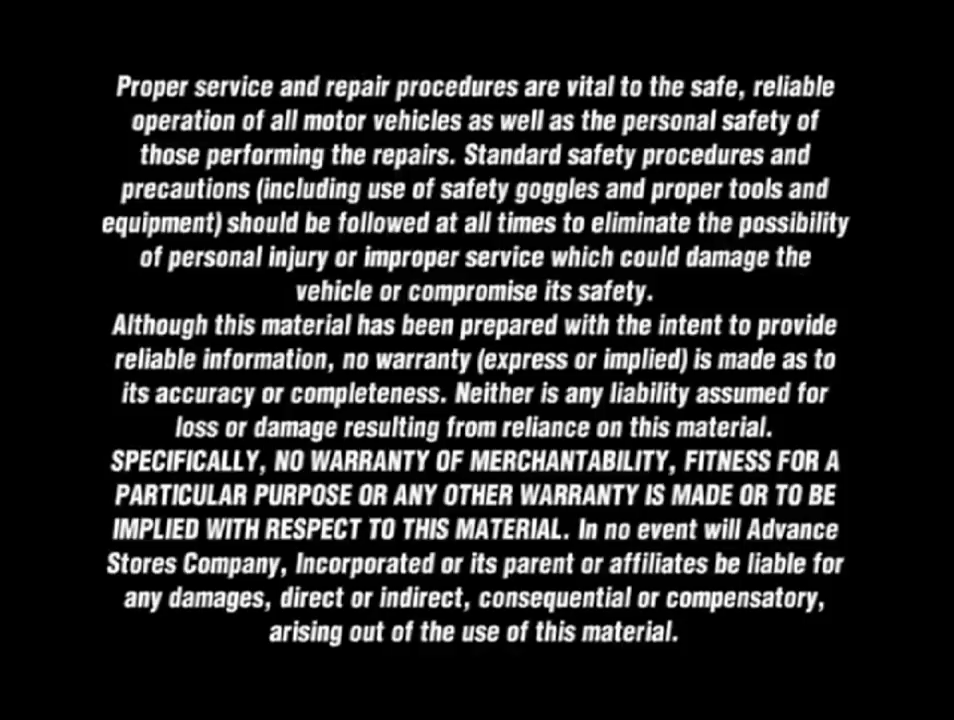 Proper service and repair procedures are vital to the safe, reliable
operation of all motor vehicles as well as the personal safety of
those performing the repairs. Standard safety procedures and
precautions (including use of safety goggles and proper tools and
equipment) should be followed at all times to eliminate the possibility
of personal injury or improper service which could damage the
vehicle or compromise its safety.
Although this material has been prepared with the intent to provide
reliable information, no warranty (express or implied) is made as to
its accuracy or completeness. Neither is any liability assumed for
loss or damage resulting from reliance on this material.
SPECIFICALLY, NO WARRANTY OF MERCHANTABILITY, FITNESS FOR A
PARTICULAR PURPOSE OR ANY OTHER WARRANTY IS MADE OR TO BE
IMPLIED WITH RESPECT TO THIS MATERIAL. In no event will Advance
Stores Company, Incorporated or its parent or affiliates be liable for
any damages, direct or indirect, consequential or compensatory,
arising out of the use of this material.